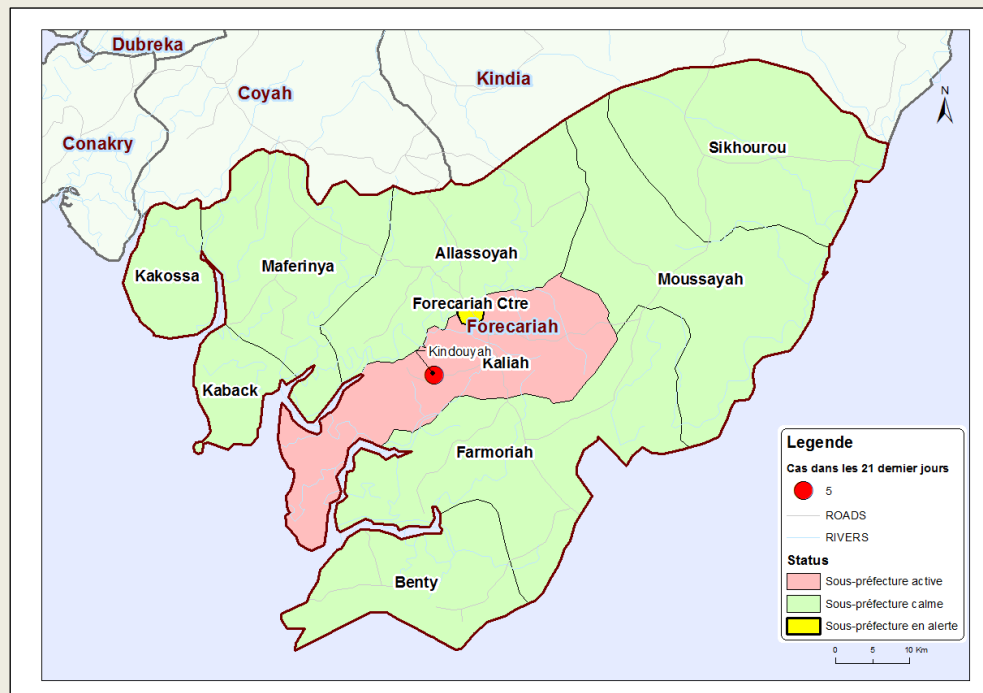 Dubreka
Kindia
Coyah
N
Conakry
Sikhourou
Allassoyah
Maferinya
Kakossa
Moussayah
Forecariah Ctre
Forecariah
Kindouyah
Kaliah
Kaback
Farmoriah
Benty
Legende
Cas dans les 21 dernier jours
5
ROADS
RIVERS
Status
Sous-préfecture active
Sous-préfecture calme
Sous-préfecture en alerte
0 5 10 Km